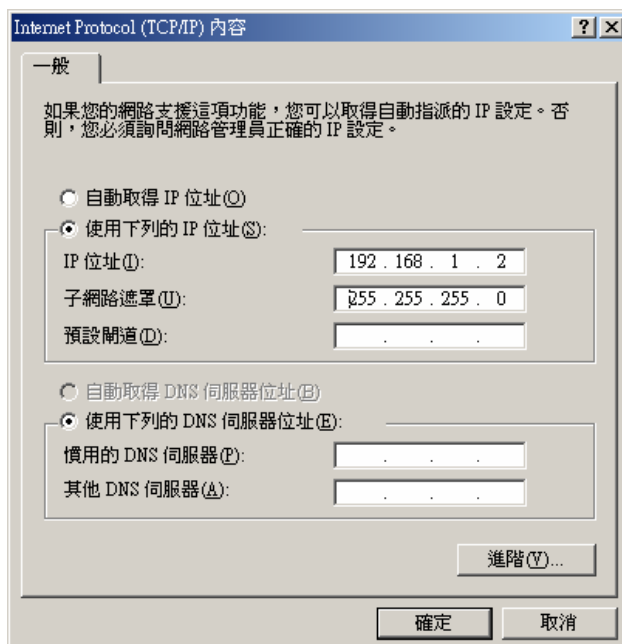 Internet Protocol (TCP/IP) 內容
一般
如果您的網路支援這項功能，您可以取得自動指派的 IP 設定。否
則，您必須詢問網路管理員正確的 IP 設定。
自動取得 IP 位址(O)
使用下列的 IP 位址(S):
IP 位址(I): 192 . 168 . 1 . 2
子網路遮罩(U): 255 . 255 . 255 . 0
預設閘道(D): . . .
自動取得 DNS 伺服器位址(B)
使用下列的 DNS 伺服器位址(E):
慣用的 DNS 伺服器(P): . . .
其他 DNS 伺服器(A): . . .
進階(V)...
確定 取消